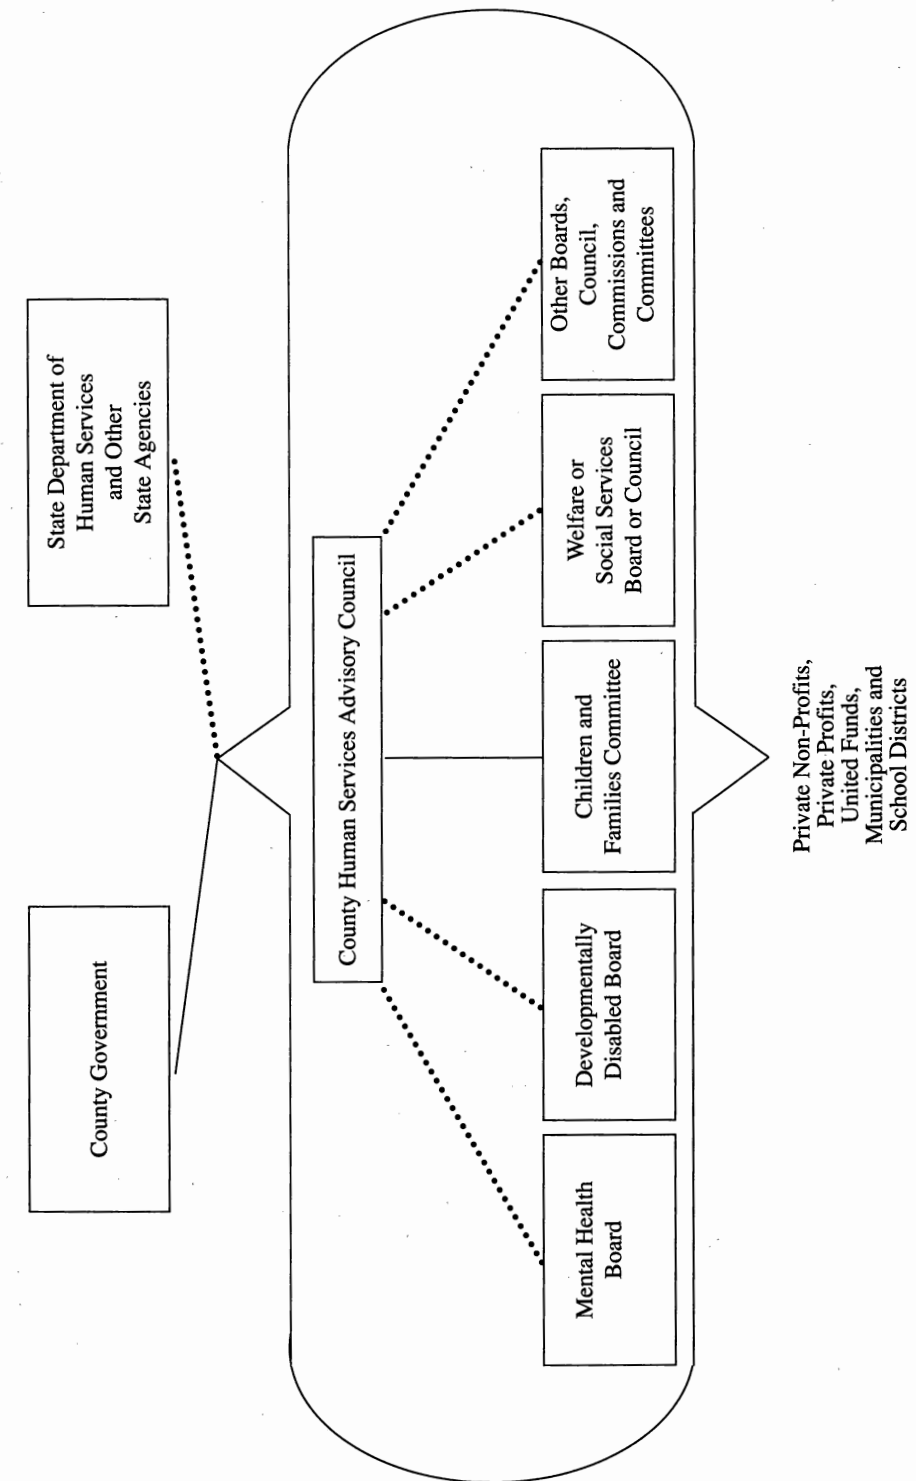 County Government
State Department of
Human Services
and Other
State Agencies
County Human Services Advisory Council
Mental Health
Board
Developmentally
Disabled Board
Children and
Families Committee
Welfare or
Social Services
Board or Council
Other Boards,
Council,
Commissions and
Committees
Private Non-Profits,
Private Profits,
United Funds,
Municipalities and
School Districts